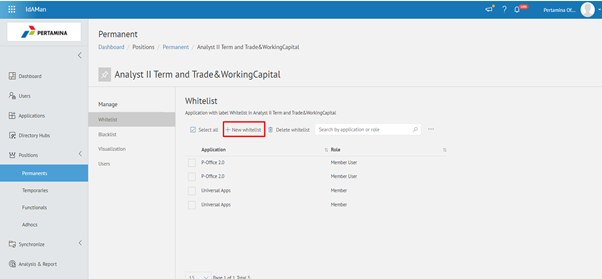 IdAMan
Pertamina Of...
PERTAMINA
Dashboard
Users
Applications
Directory Hubs
Positions
Permanents
Temporaries
Functionals
Adhocs
Synchronize
Analysis & Report
Permanent
Dashboard / Positions / Permanent / Analyst II Term and Trade&WorkingCapital
Analyst II Term and Trade&WorkingCapital
Manage
Whitelist
Blacklist
Visualization
Users
Whitelist
Application with label Whitelist in Analyst II Term and Trade&WorkingCapital
Select all + New whitelist Delete whitelist Search by application or role
Application Role
P-Office 2.0 Member User
P-Office 2.0 Member User
Universal Apps Member
Universal Apps Member
15 Page 1 of 1 Total 5